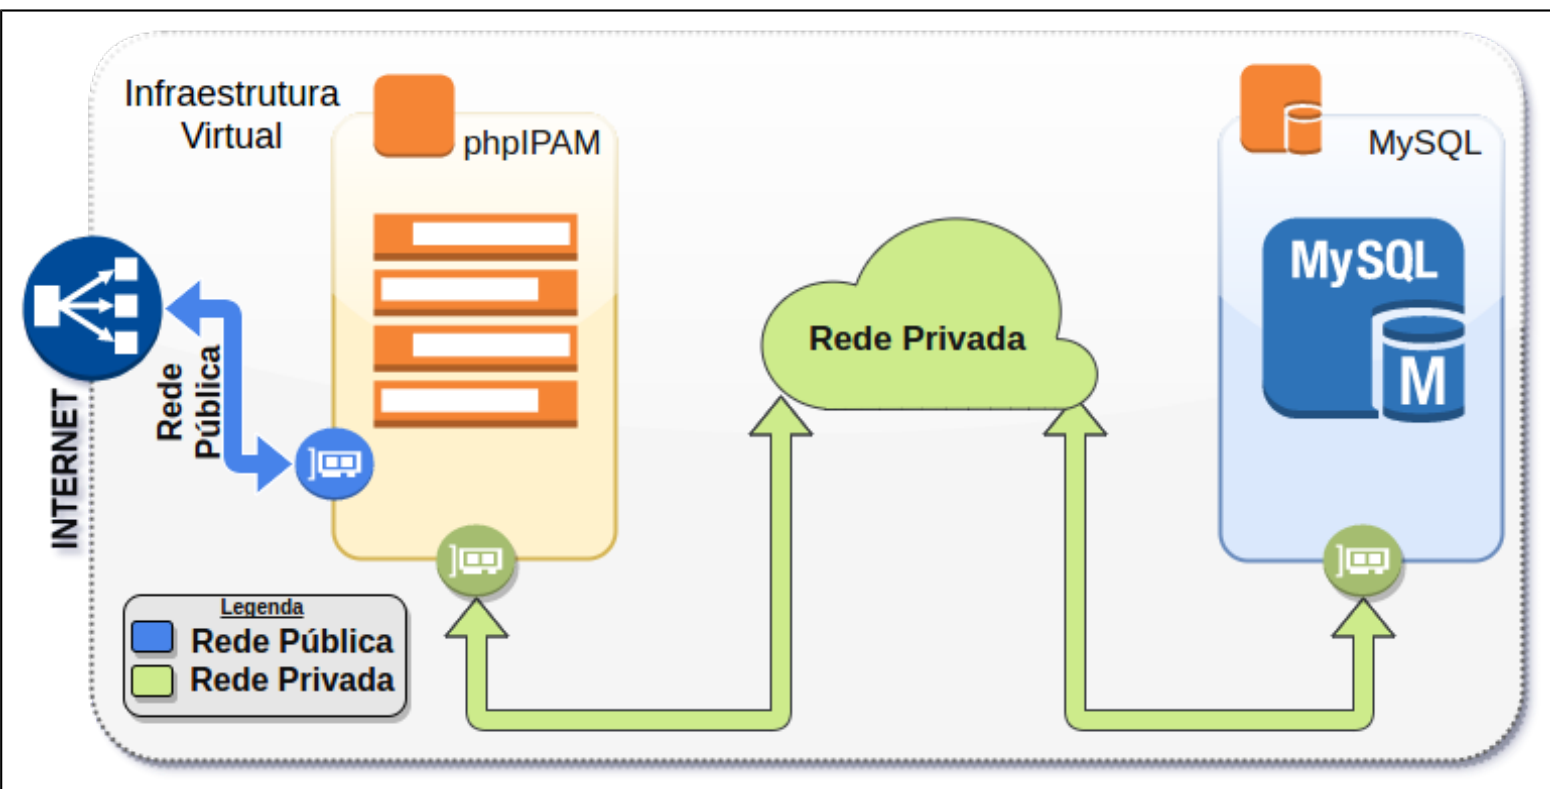 Infraestrutura
Virtual
phpIPAM
MySQL
MySQL
M
Rede Privada
Rede
Pública
INTERNET
Legenda
Rede Pública
Rede Privada